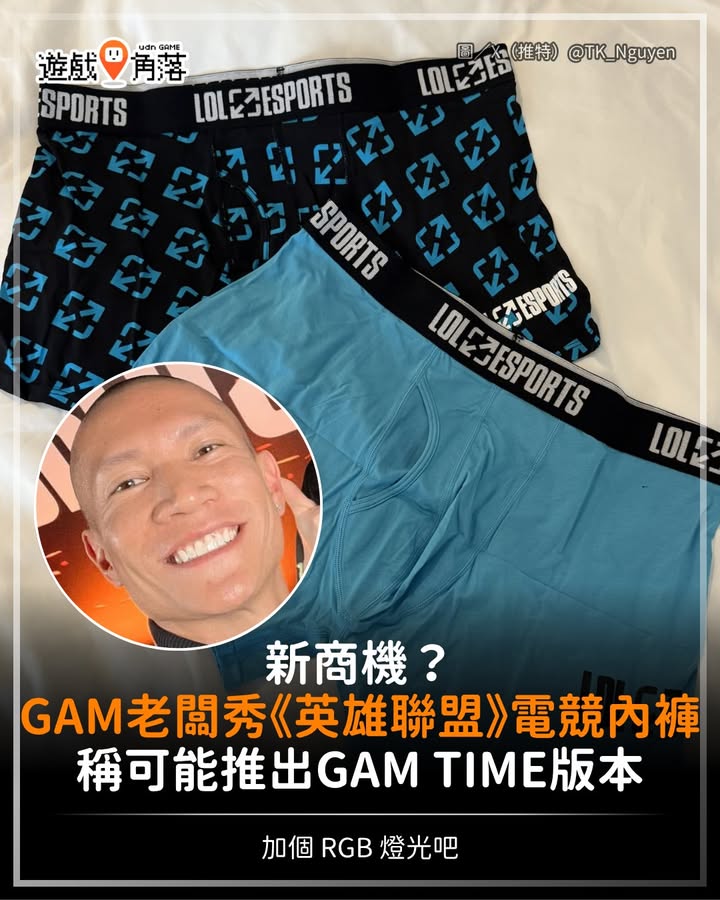 udn GAME
遊戲角落
圖／X（推特）@TK_Nguyen
ESPORTS
LOL ESPORTS
LOL ESPORTS
LOL ESPORTS
SPORTS
LOL ESPORTS
LOL
新商機？
GAM老闆秀《英雄聯盟》電競內褲
稱可能推出GAM TIME版本
加個 RGB 燈光吧